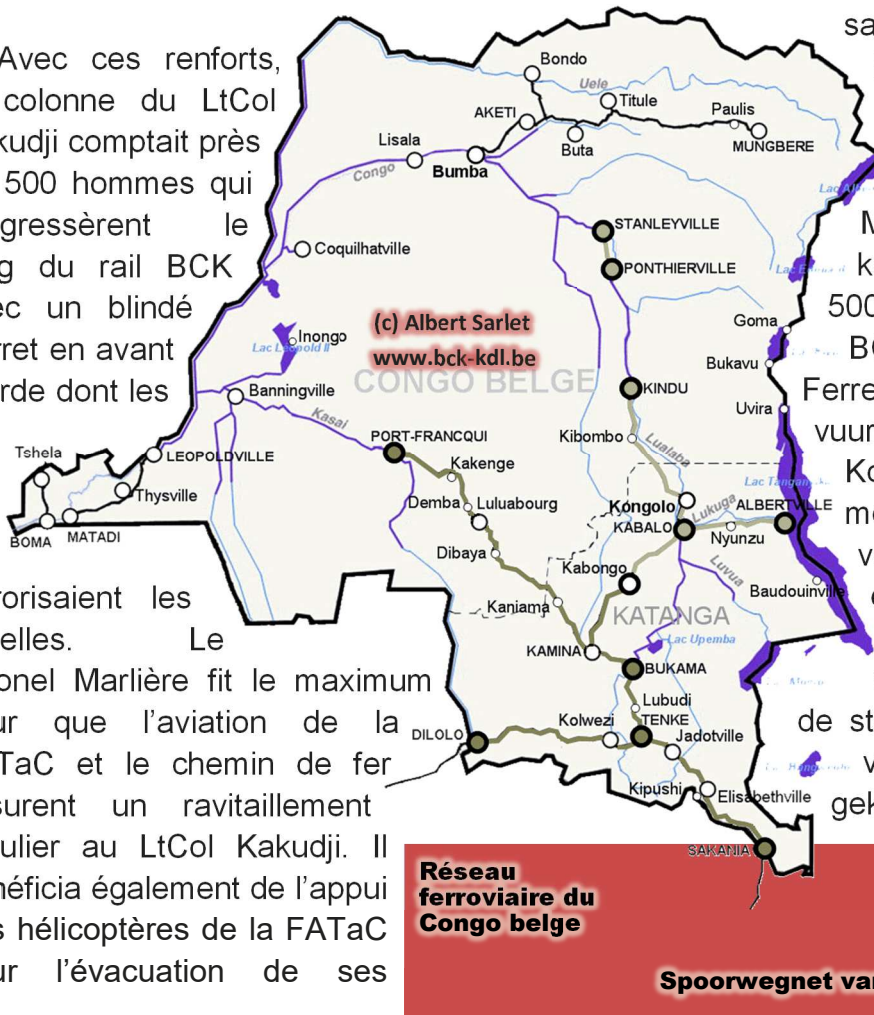 Avec ces renforts,
colonne du LtCol
kudji comptait près
500 hommes qui
gressèrent le
g du rail BCK
ec un blindé
rret en avant
arde dont les
rorisaient les
elles. Le
onel Marlière fit le maximum
ur que l’aviation de la
TaC et le chemin de fer
surent un ravitaillement
ulier au LtCol Kakudji. Il
néficia également de l’appui
s hélicoptères de la FATaC
ur l’évacuation de ses
Bondo
Uele
Titule
AKETI
Paulis
Lisala
Buta
MUNGBERE
Congo
Bumba
STANLEYVILLE
Coquilhatville
PONTHIERVILLE
Goma
(c) Albert Sarlet
www.bck-kdl.be
Inongo
Lac Leopold II
CONGO BELGE
Bukavu
Banningville
KINDU
Uvira
Kasai
PORT-FRANCQUI
Kibombo
Lualaba
Tshela
LEOPOLDVILLE
Kakenge
Thysville
Demba
Luluabourg
Kongolo
Lukuga
ALBERTVILLE
BOMA
MATADI
KABALO
Nyunzu
Dibaya
Kabongo
Luvua
Baudouinville
Kaniama
KATANGA
Lac Upemba
KAMINA
BUKAMA
Lubudi
Kolwezi
TENKE
DILOLO
Jadotville
Kipushi
Elisabethville
SAKANIA
Réseau
ferroviaire du
Congo belge
Spoorwegnet va
sa
M
k
500
BC
Ferre
vuur
Ko
me
v
de st
v
gek